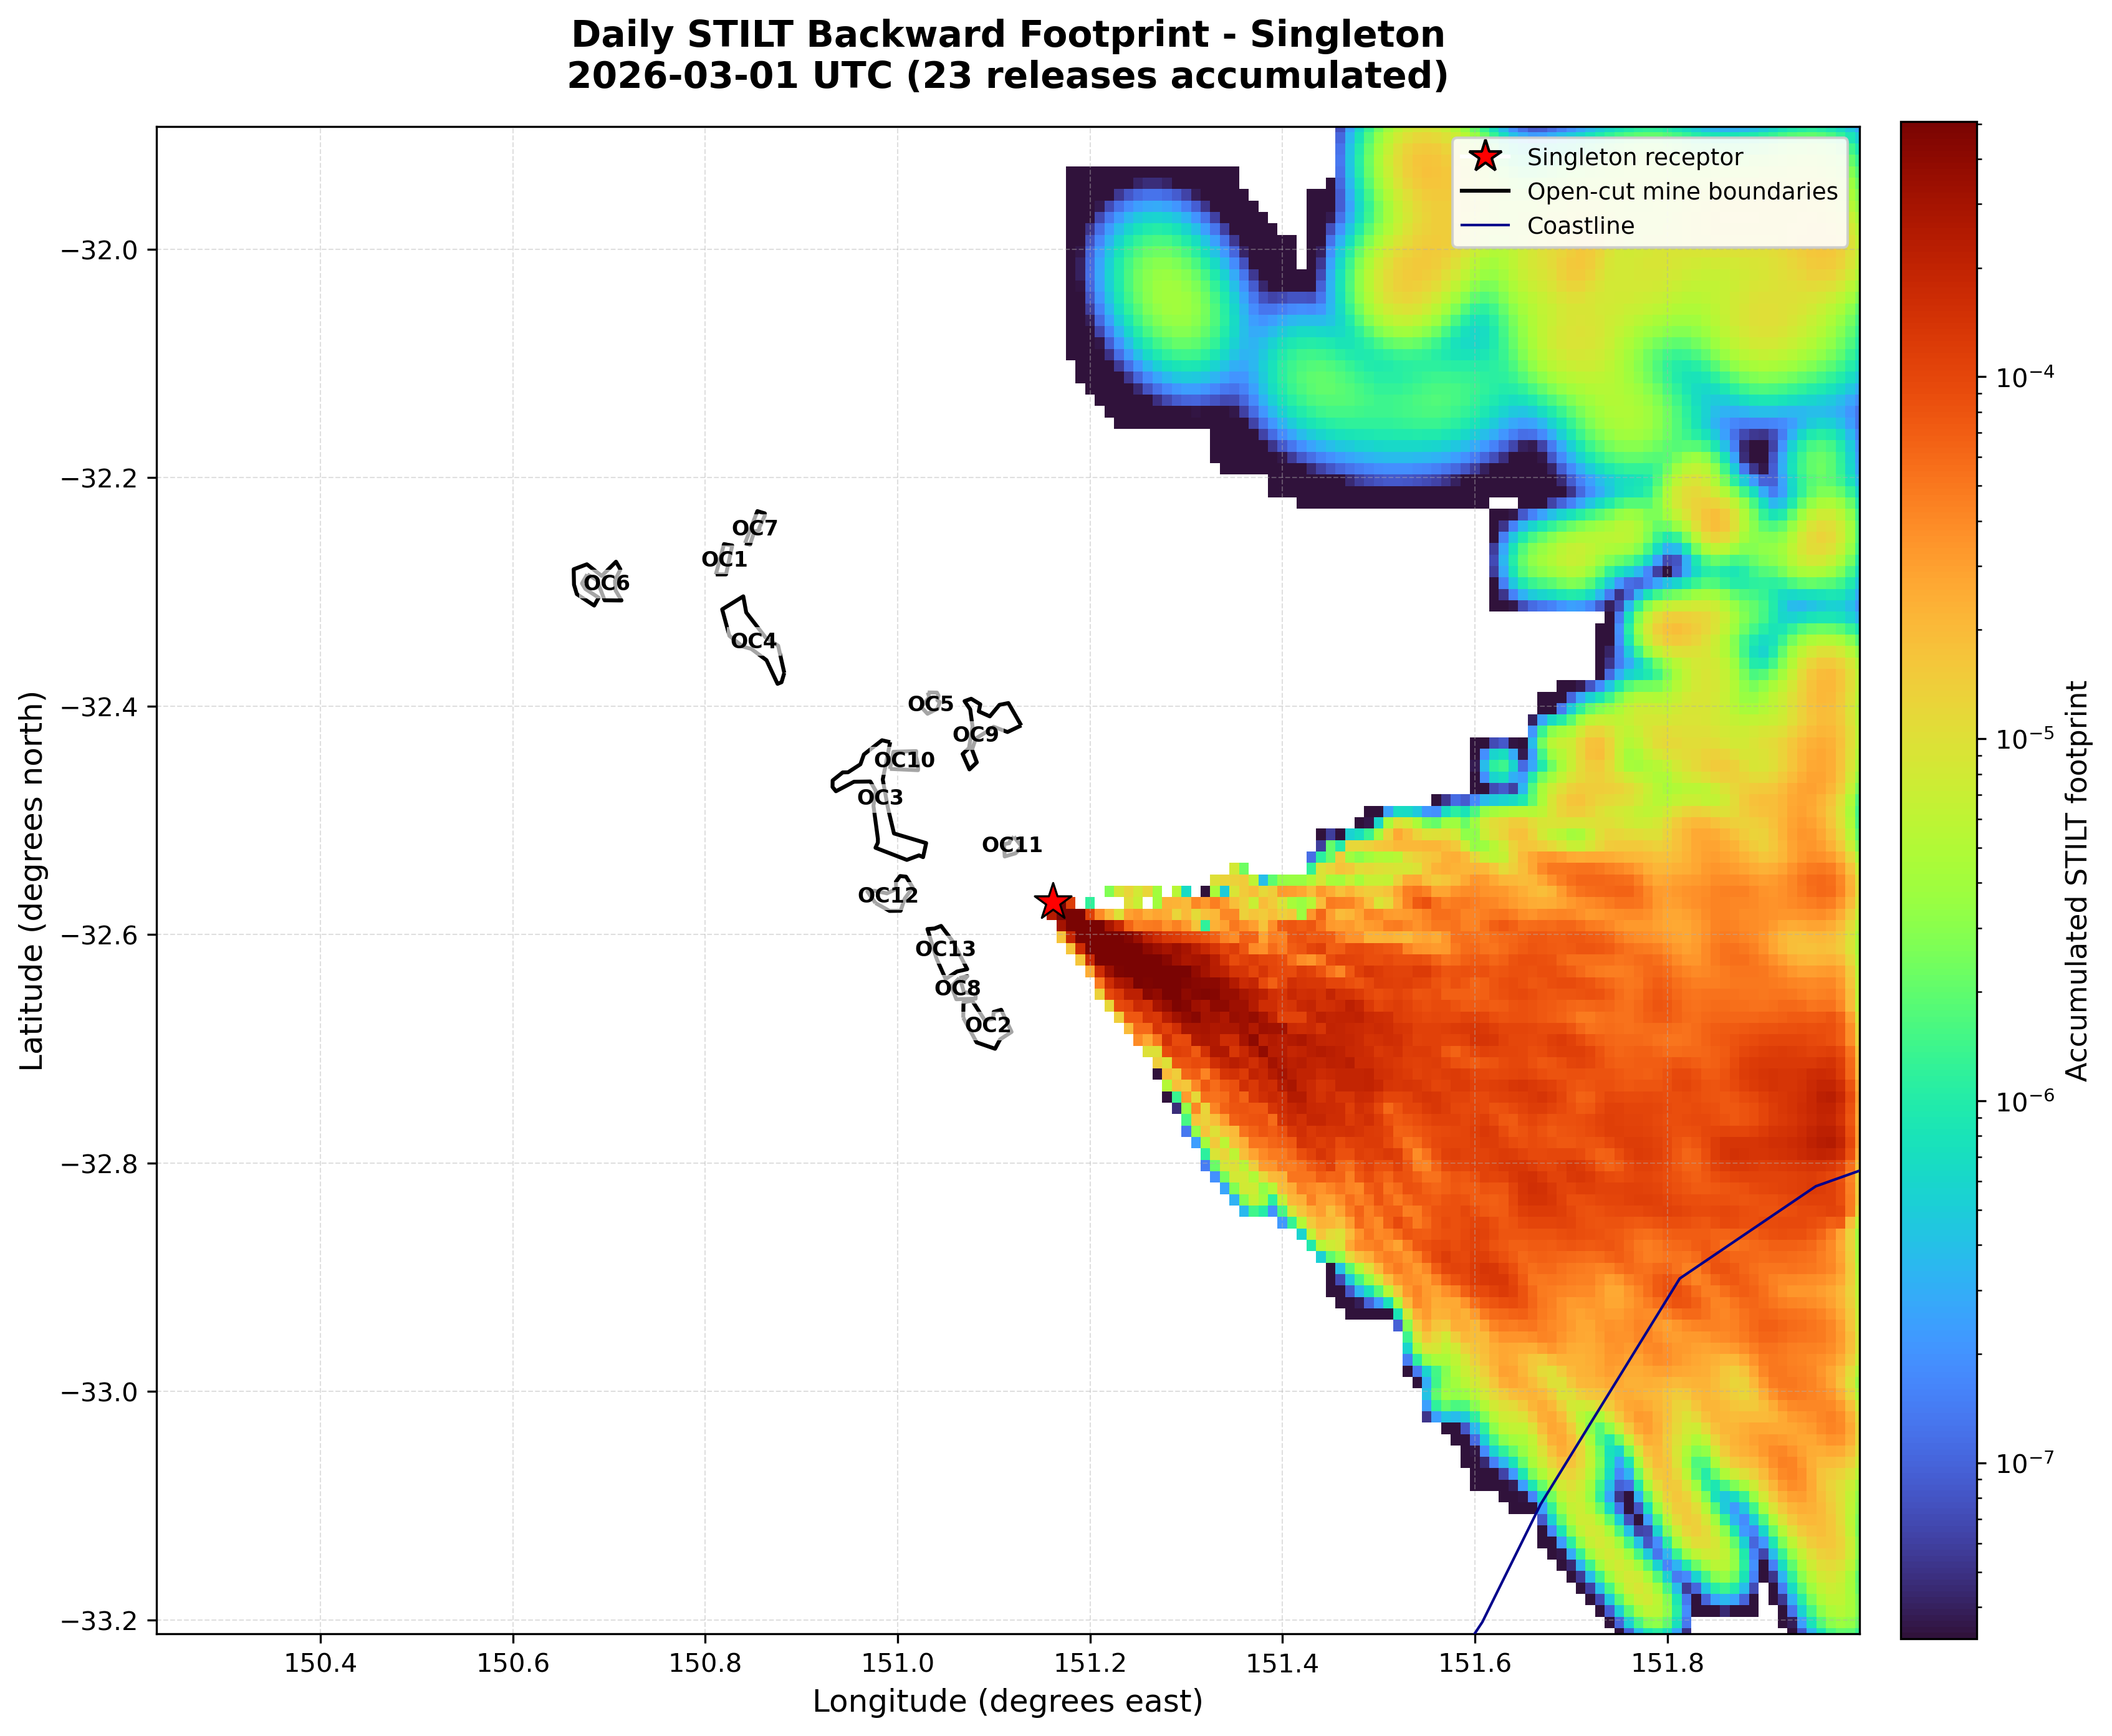 Daily STILT Backward Footprint - Singleton
2026-03-01 UTC (23 releases accumulated)
Singleton receptor
Open-cut mine boundaries
Coastline
−32.0
−32.2
−32.4
−32.6
−32.8
−33.0
−33.2
Latitude (degrees north)
OC7
OC1
OC6
OC4
OC5
OC9
OC10
OC3
OC11
OC12
OC13
OC8
OC2
150.4
150.6
150.8
151.0
151.2
151.4
151.6
151.8
Longitude (degrees east)
10⁻⁴
10⁻⁵
10⁻⁶
10⁻⁷
Accumulated STILT footprint